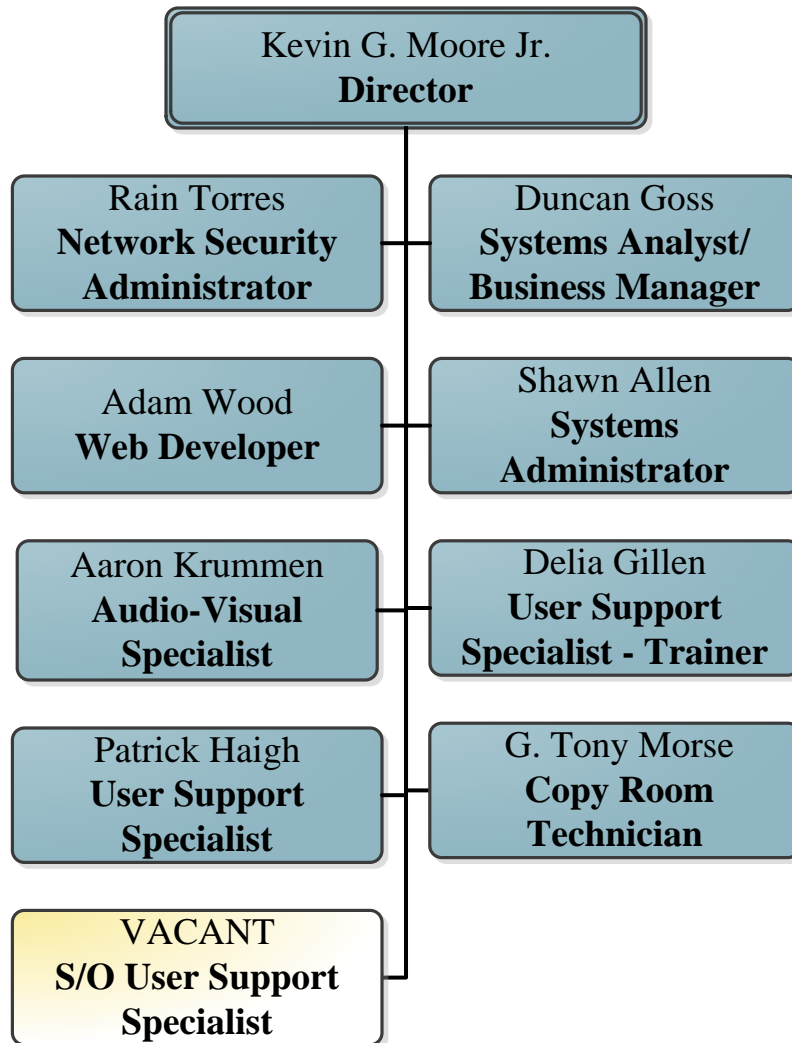 Kevin G. Moore Jr.
Director
Rain Torres
Network Security
Administrator
Duncan Goss
Systems Analyst/
Business Manager
Adam Wood
Web Developer
Shawn Allen
Systems
Administrator
Aaron Krummen
Audio-Visual
Specialist
Delia Gillen
User Support
Specialist - Trainer
Patrick Haigh
User Support
Specialist
G. Tony Morse
Copy Room
Technician
VACANT
S/O User Support
Specialist